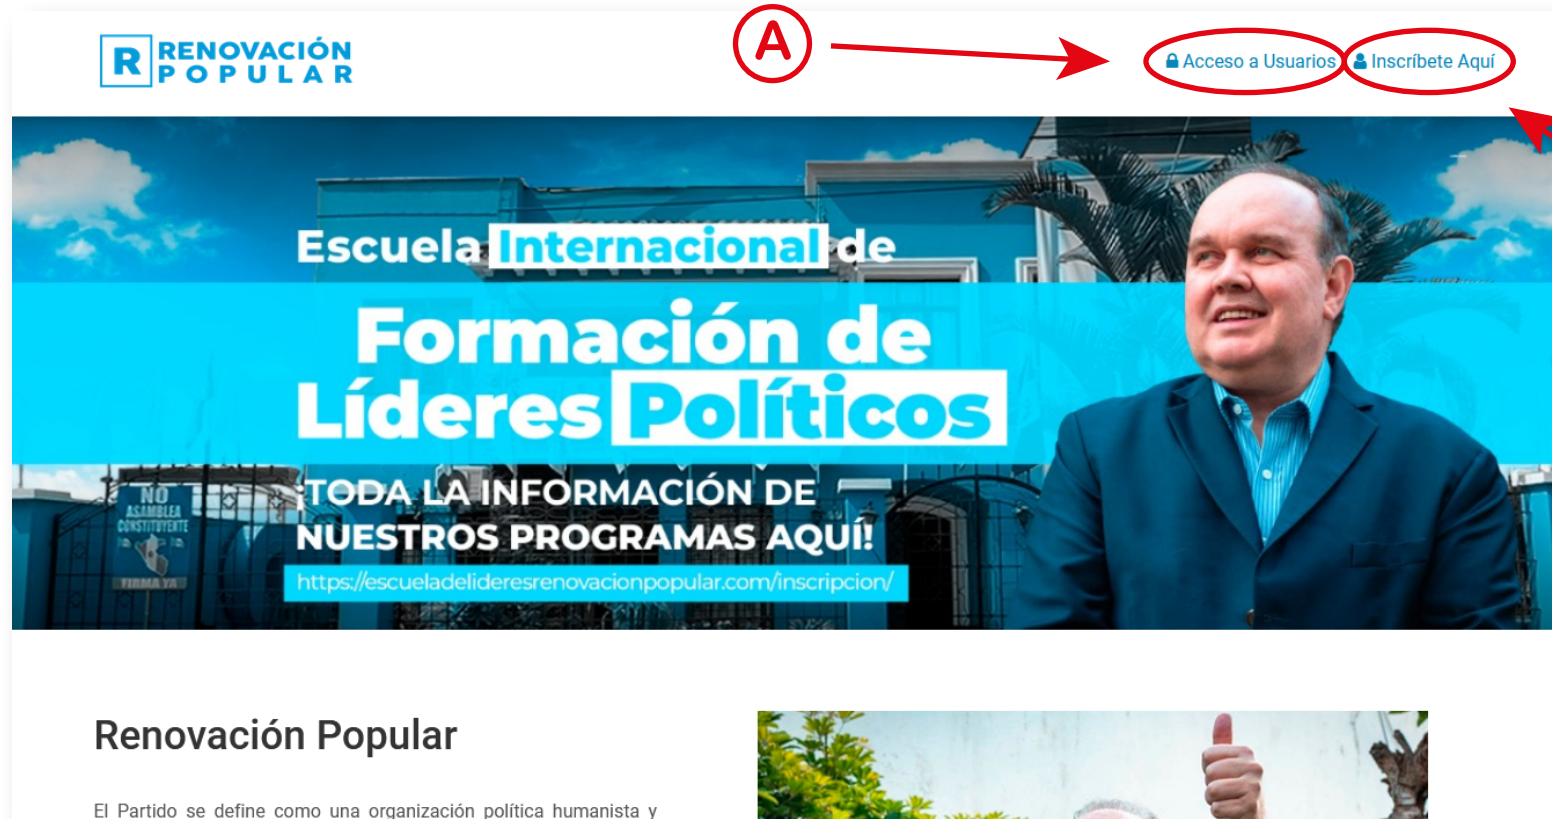 R RENOVACIÓN
POPULAR
A
Acceso a Usuarios
Inscríbete Aquí
Escuela Internacional de
Formación de
Líderes Políticos
¡TODA LA INFORMACIÓN DE
NUESTROS PROGRAMAS AQUÍ!
https://escueladelideresrenovacionpopular.com/inscripcion/
NO
ASAMBLEA
CONSTITUYENTE
FIRMA YA
Renovación Popular
El Partido se define como una organización política humanista y